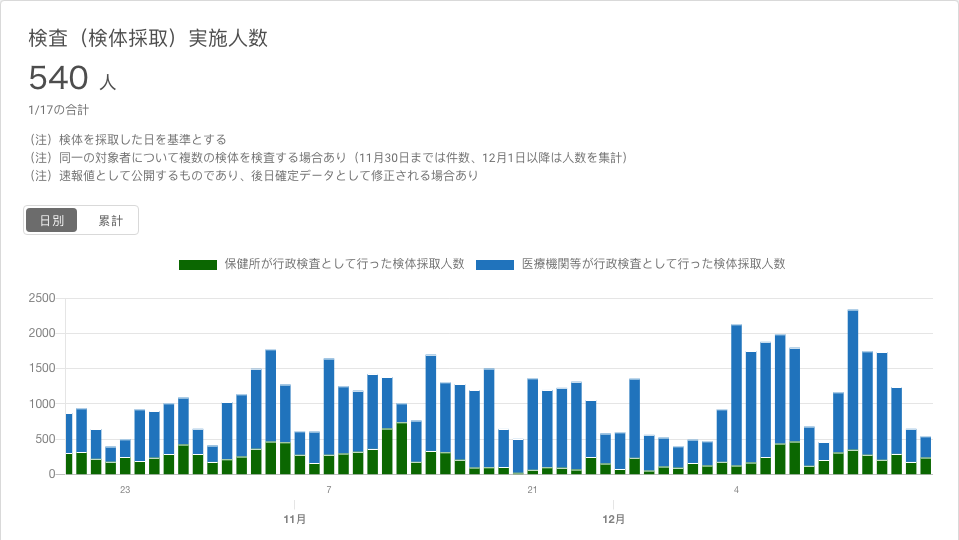 検査（検体採取）実施人数
540 人
1/17の合計
（注）検体を採取した日を基準とする
（注）同一の対象者について複数の検体を検査する場合あり（11月30日までは件数、12月1日以降は人数を集計）
（注）速報値として公開するものであり、後日確定データとして修正される場合あり
日別 累計
保健所が行政検査として行った検体採取人数 医療機関等が行政検査として行った検体採取人数
2500
2000
1500
1000
500
0
23 7 21 4
11月 12月